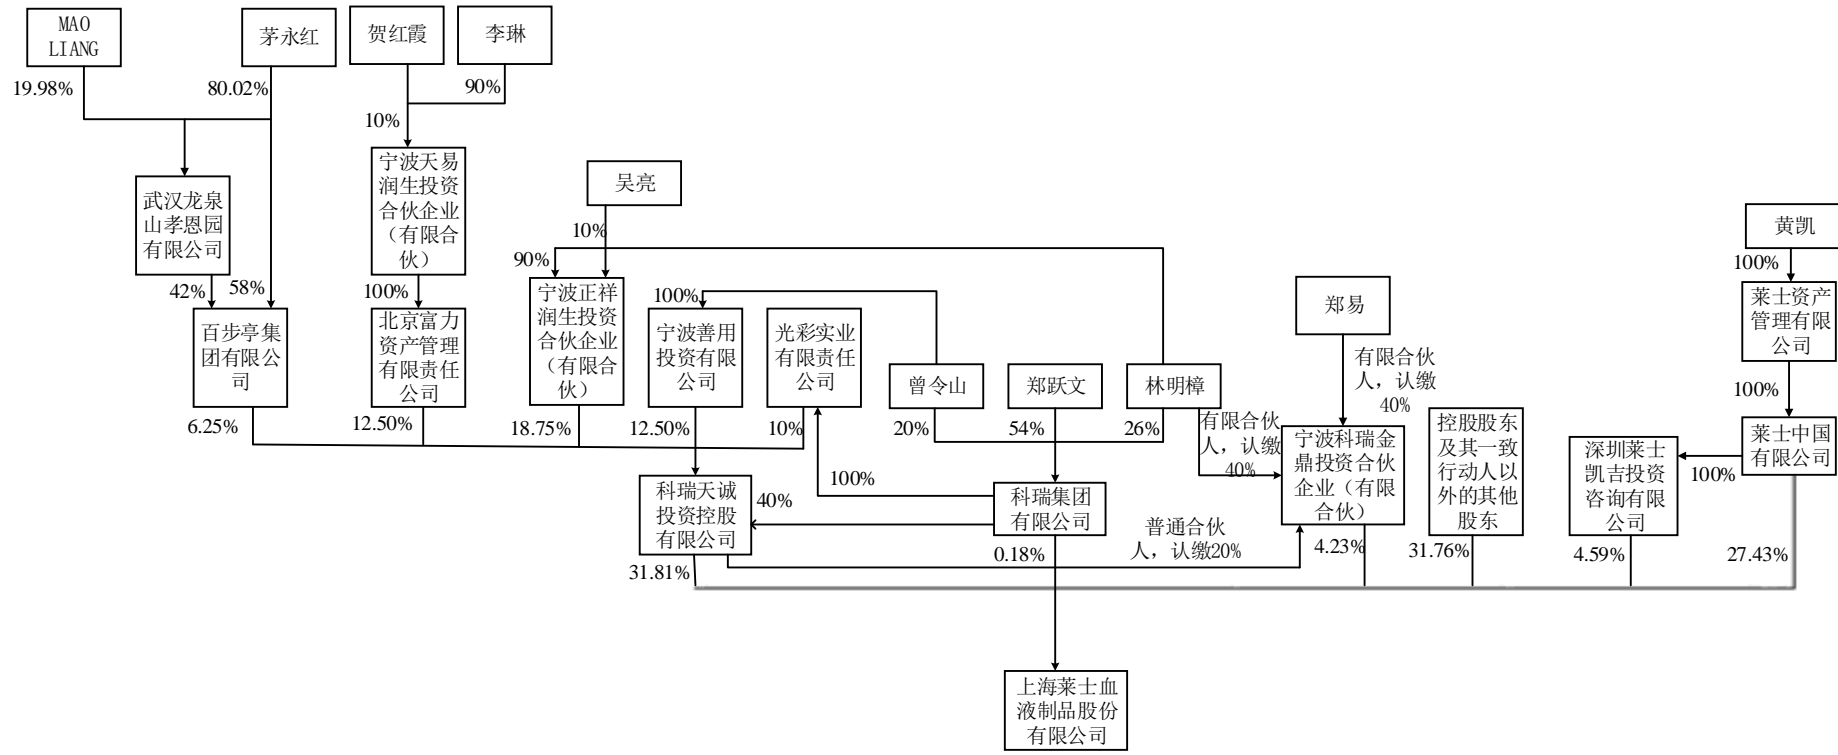 MAO
LIANG
茅永红
贺红霞
李琳
19.98%
80.02%
90%
10%
宁波天易
润生投资
合伙企业
（有限合
伙）
吴亮
武汉龙泉
山孝恩园
有限公司
黄凯
10%
90%
100%
42%
58%
100%
100%
宁波正祥
润生投资
合伙企业
（有限合
伙）
郑易
莱士资产
管理有限
公司
百步亭集
团有限公
司
北京富力
资产管理
有限责任
公司
宁波善用
投资有限
公司
光彩实业
有限责任
公司
曾令山
郑跃文
林明樟
有限合伙
人，认缴
40%
100%
6.25%
12.50%
18.75%
12.50%
10%
20%
54%
26%
有限合伙
人，认缴
40%
宁波科瑞金
鼎投资合伙
企业（有限
合伙）
控股股东
及其一致
行动人以
外的其他
股东
深圳莱士
凯吉投资
咨询有限
公司
莱士中国
有限公司
100%
100%
科瑞天诚
投资控股
有限公司
40%
科瑞集团
有限公司
普通合伙
人，认缴20%
31.81%
0.18%
4.23%
31.76%
4.59%
27.43%
上海莱士血
液制品股份
有限公司